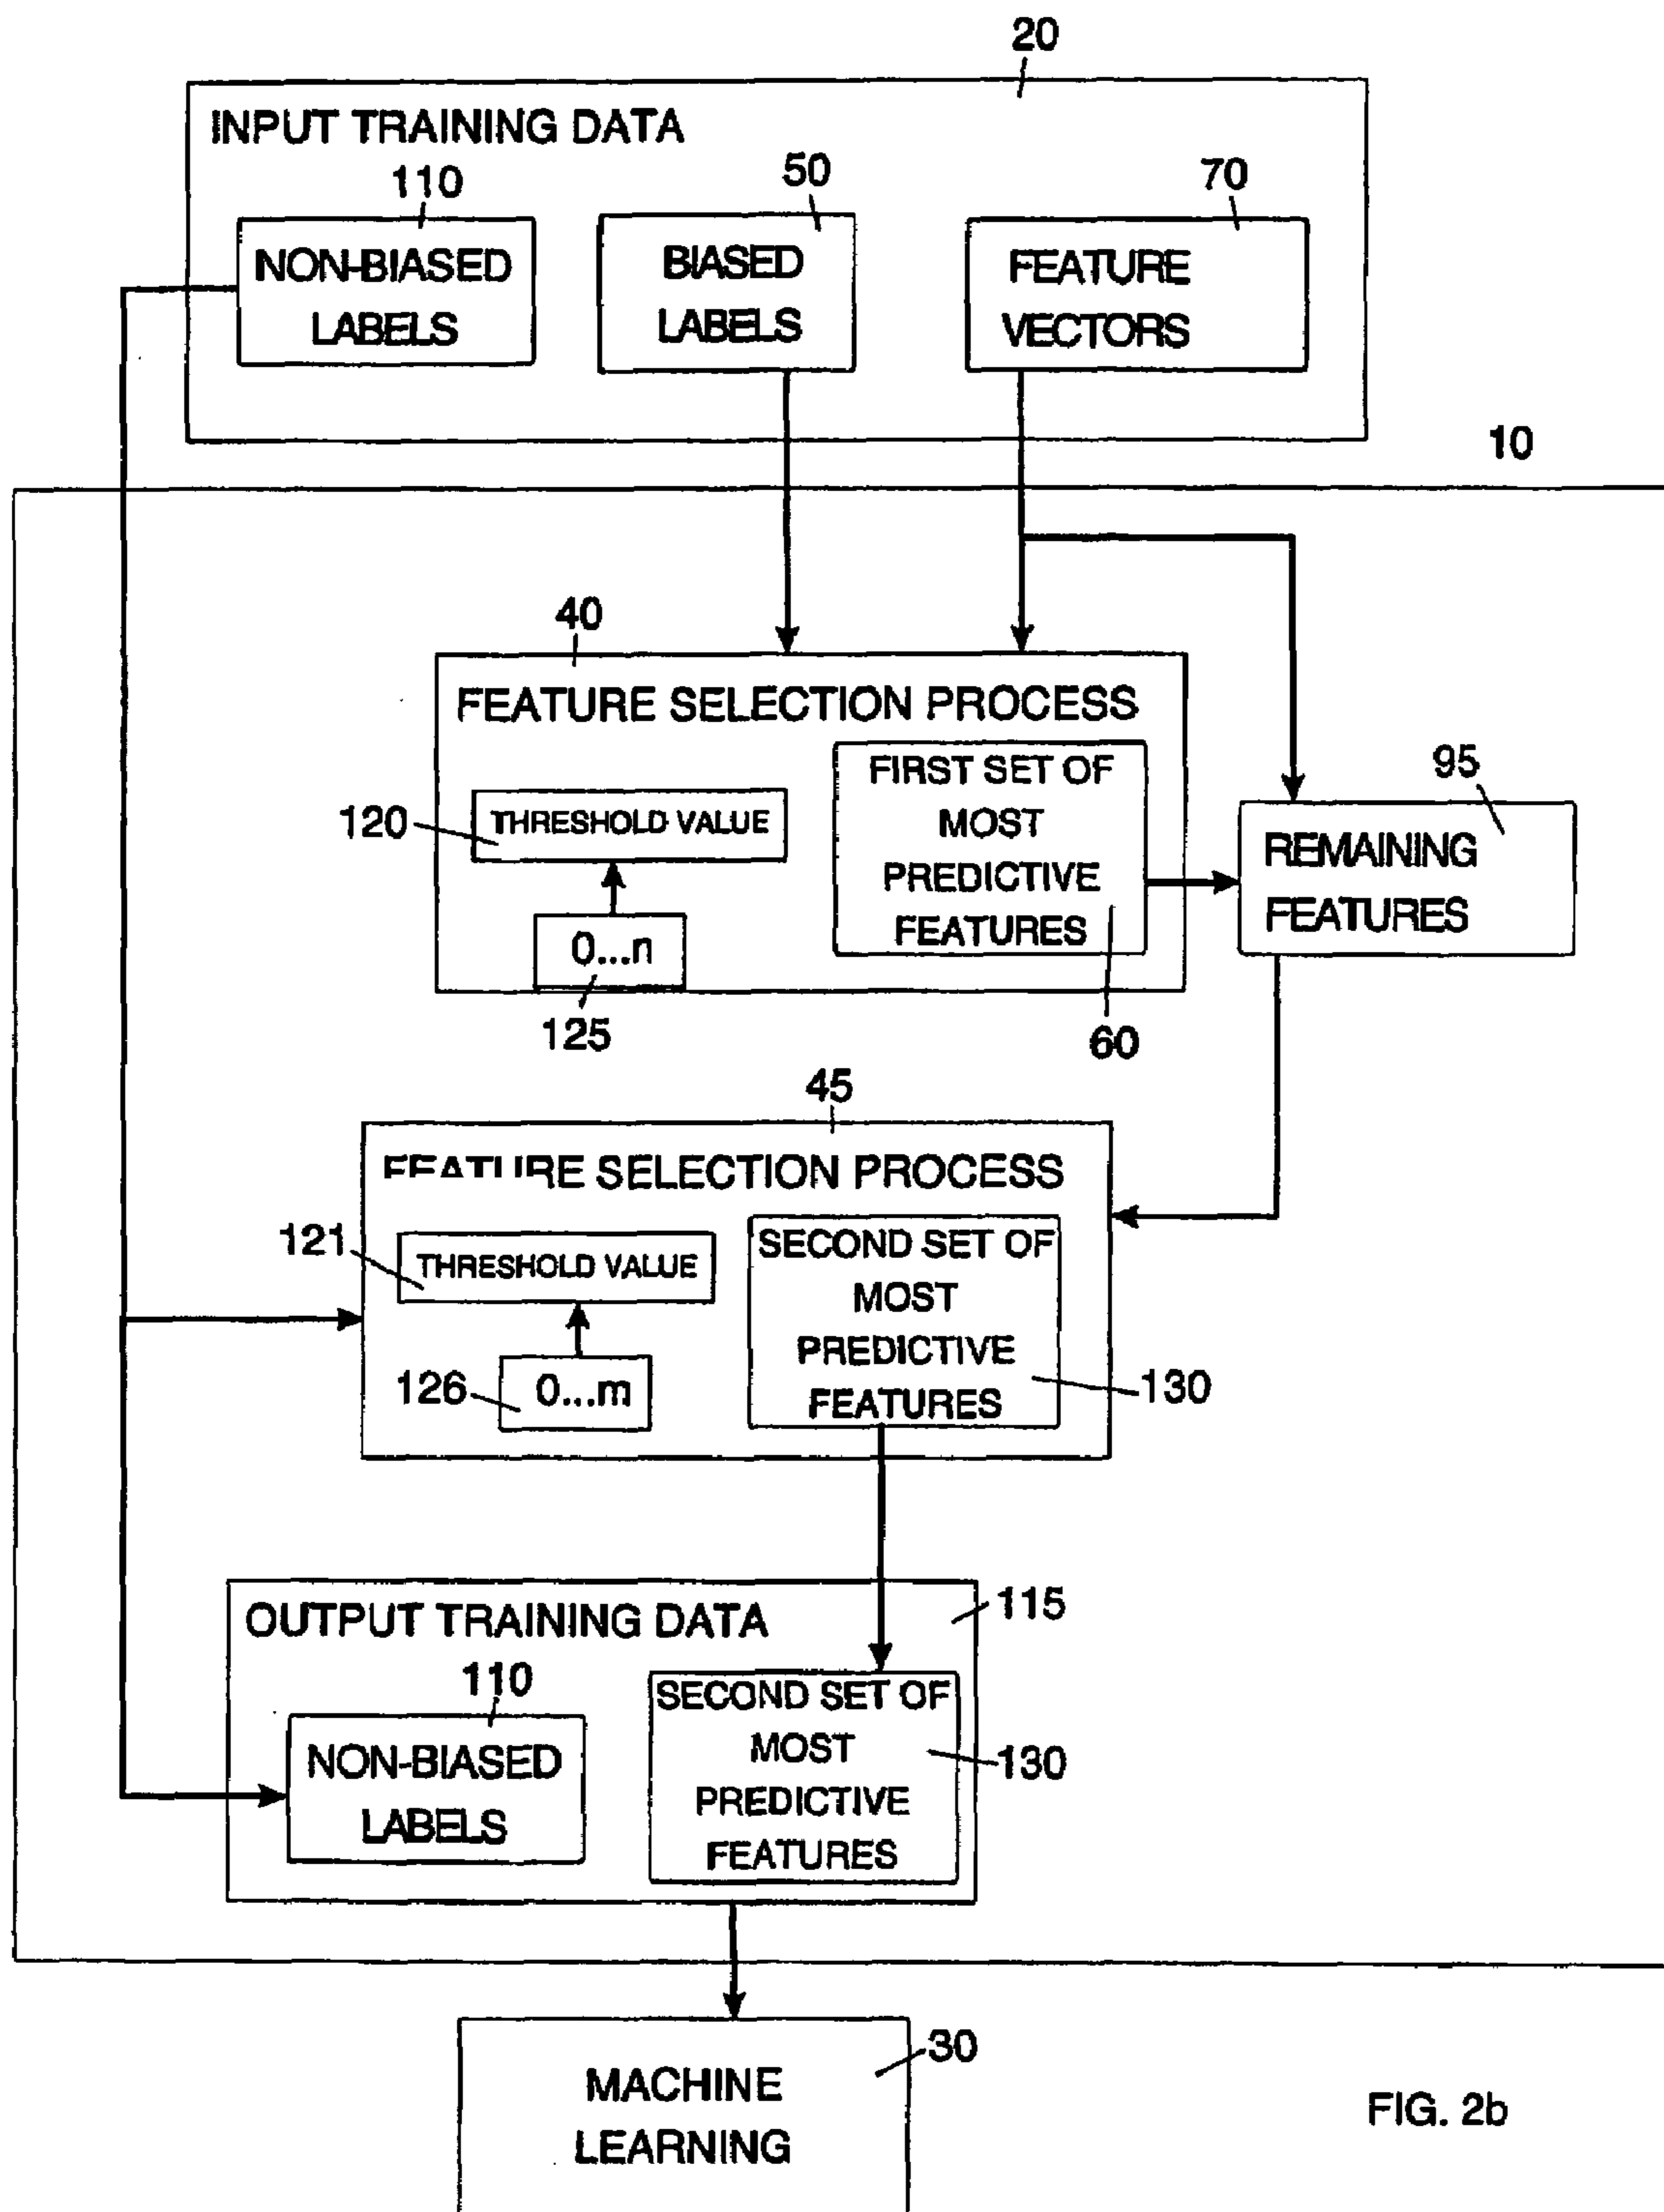 20
INPUT TRAINING DATA
110
50
70
NON-BIASED
LABELS
BIASED
LABELS
FEATURE
VECTORS
10
40
FEATURE SELECTION PROCESS
120
THRESHOLD VALUE
0...n
125
FIRST SET OF
MOST
PREDICTIVE
FEATURES
60
95
REMAINING
FEATURES
45
FEATURE SELECTION PROCESS
121
THRESHOLD VALUE
126
0...m
SECOND SET OF
MOST
PREDICTIVE
FEATURES
130
OUTPUT TRAINING DATA
115
110
NON-BIASED
LABELS
SECOND SET OF
MOST
PREDICTIVE
FEATURES
130
30
MACHINE
LEARNING
FIG. 2b